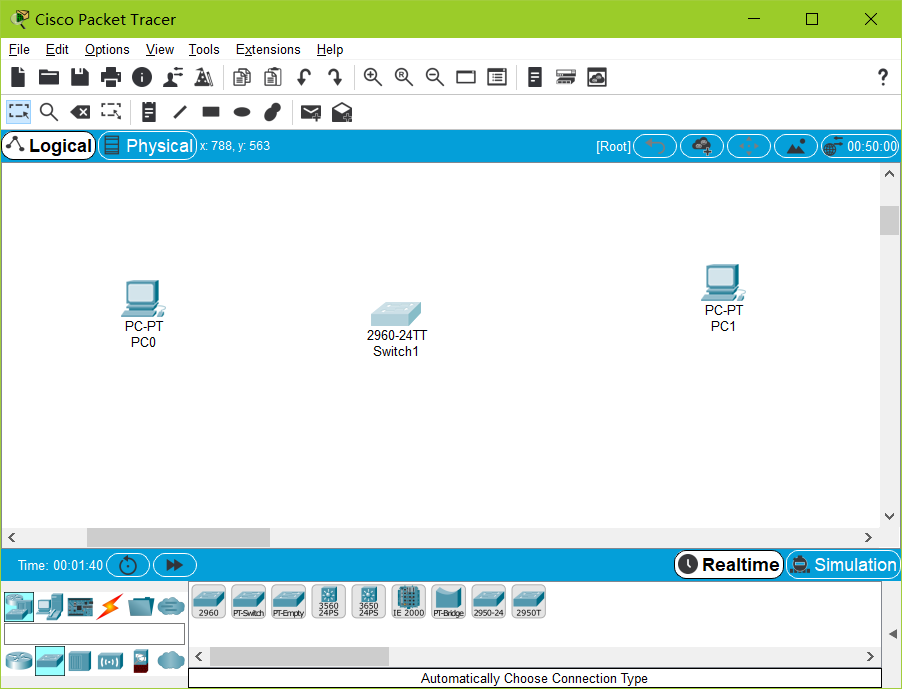 Cisco Packet Tracer
File Edit Options View Tools Extensions Help
Logical Physical x: 788, y: 563 [Root] 00:50:00
PC-PT
PC0
2960-24TT
Switch1
PC-PT
PC1
Time: 00:01:40 Realtime Simulation
2960 PT-Switch PT-Empty 3560 24PS 3650 24PS IE 2000 PT-Bridge 2950-24 2950T
Automatically Choose Connection Type